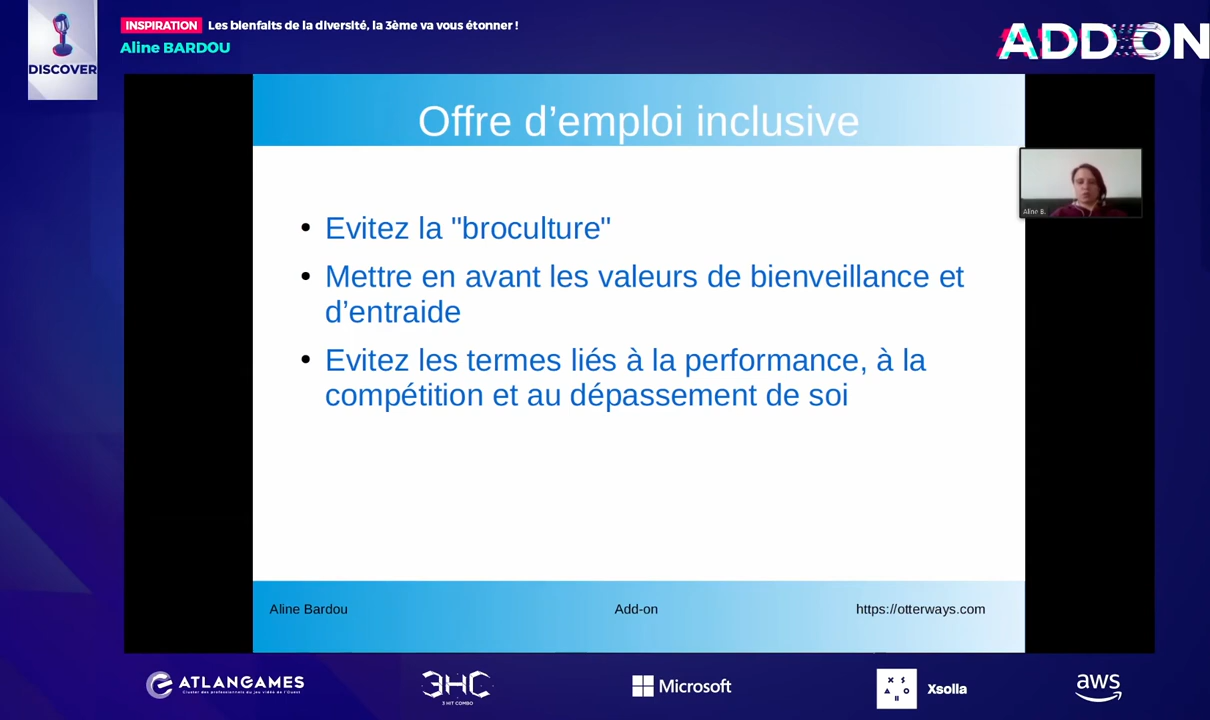 INSPIRATION Les bienfaits de la diversité, la 3ème va vous étonner !
Aline BARDOU
DISCOVER
ADD-ON
Offre d’emploi inclusive
• Evitez la "broculture"
• Mettre en avant les valeurs de bienveillance et
d’entraide
• Evitez les termes liés à la performance, à la
compétition et au dépassement de soi
Aline B.
Aline Bardou
Add-on
https://otterways.com
ATLANGAMES
Cluster des professionnels du jeu vidéo de l'Ouest
3HC
3 HIT COMBO
Microsoft
XS
Xsolla
aws